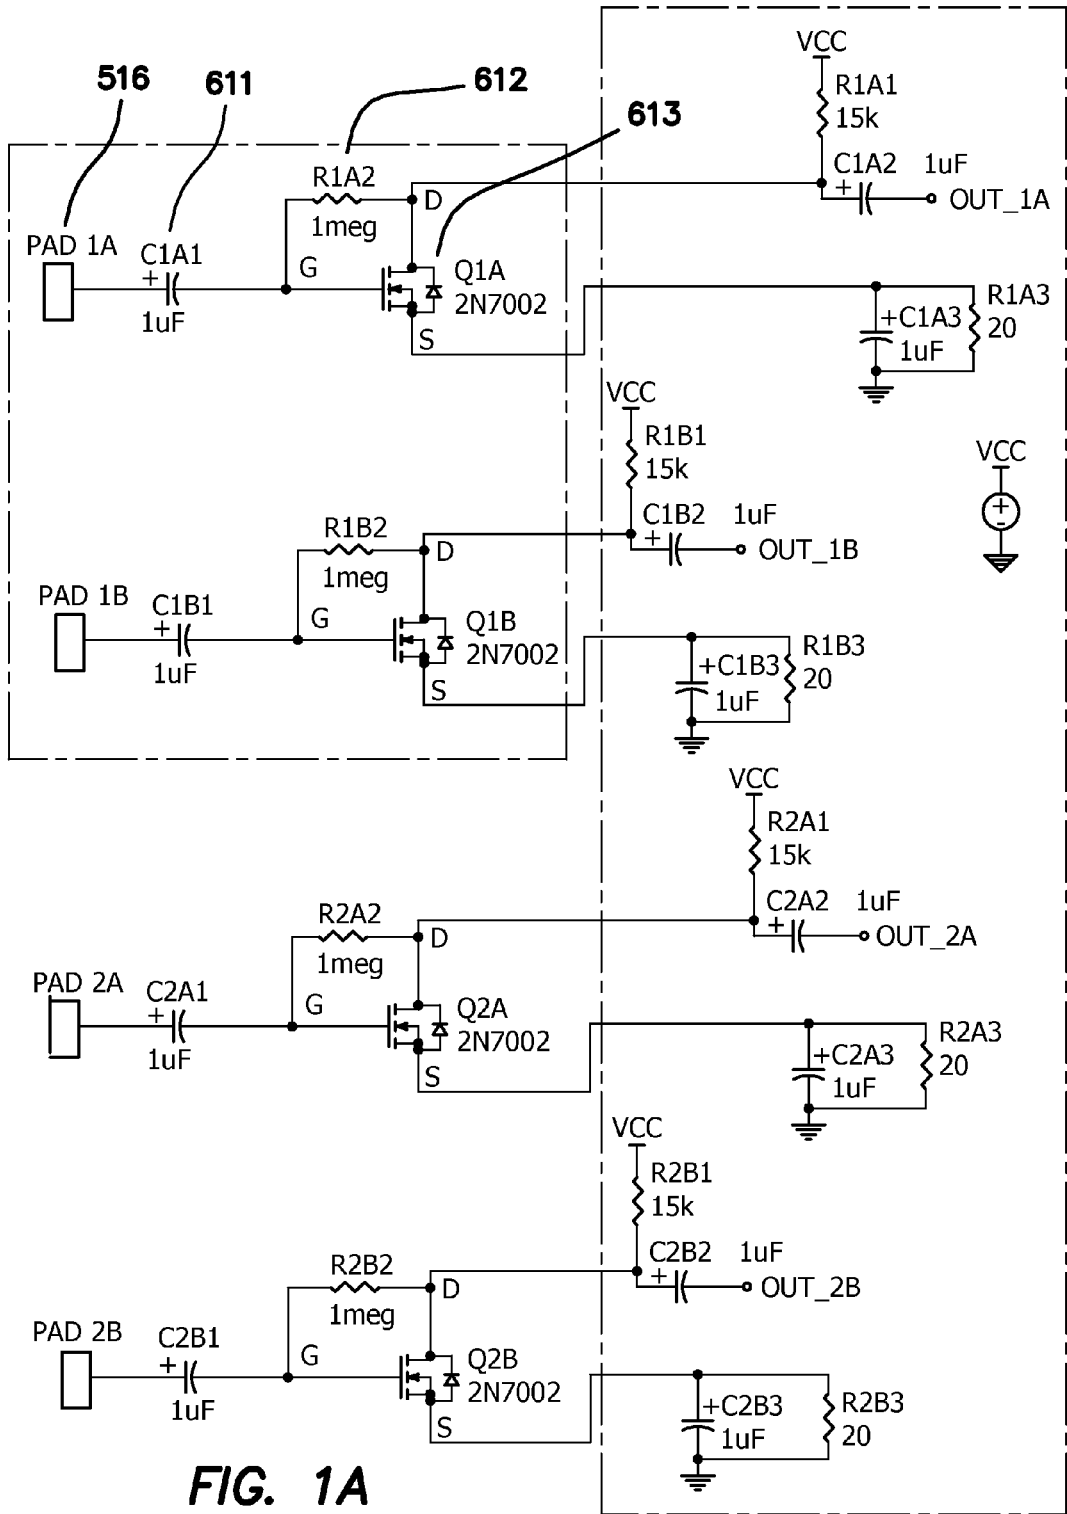 516
611
612
613
VCC
R1A1
15k
C1A2 1uF
+
OUT_1A
R1A2
1meg
D
PAD 1A
C1A1
+
1uF
G
Q1A
2N7002
S
+C1A3
1uF
R1A3
20
VCC
R1B1
15k
C1B2 1uF
+
OUT_1B
VCC
+
-
R1B2
1meg
D
PAD 1B
C1B1
+
1uF
G
Q1B
2N7002
S
+C1B3
1uF
R1B3
20
VCC
R2A1
15k
C2A2 1uF
+
OUT_2A
R2A2
1meg
D
PAD 2A
C2A1
+
1uF
G
Q2A
2N7002
S
+C2A3
1uF
R2A3
20
VCC
R2B1
15k
C2B2 1uF
+
OUT_2B
R2B2
1meg
D
PAD 2B
C2B1
+
1uF
G
Q2B
2N7002
S
+C2B3
1uF
R2B3
20
FIG. 1A